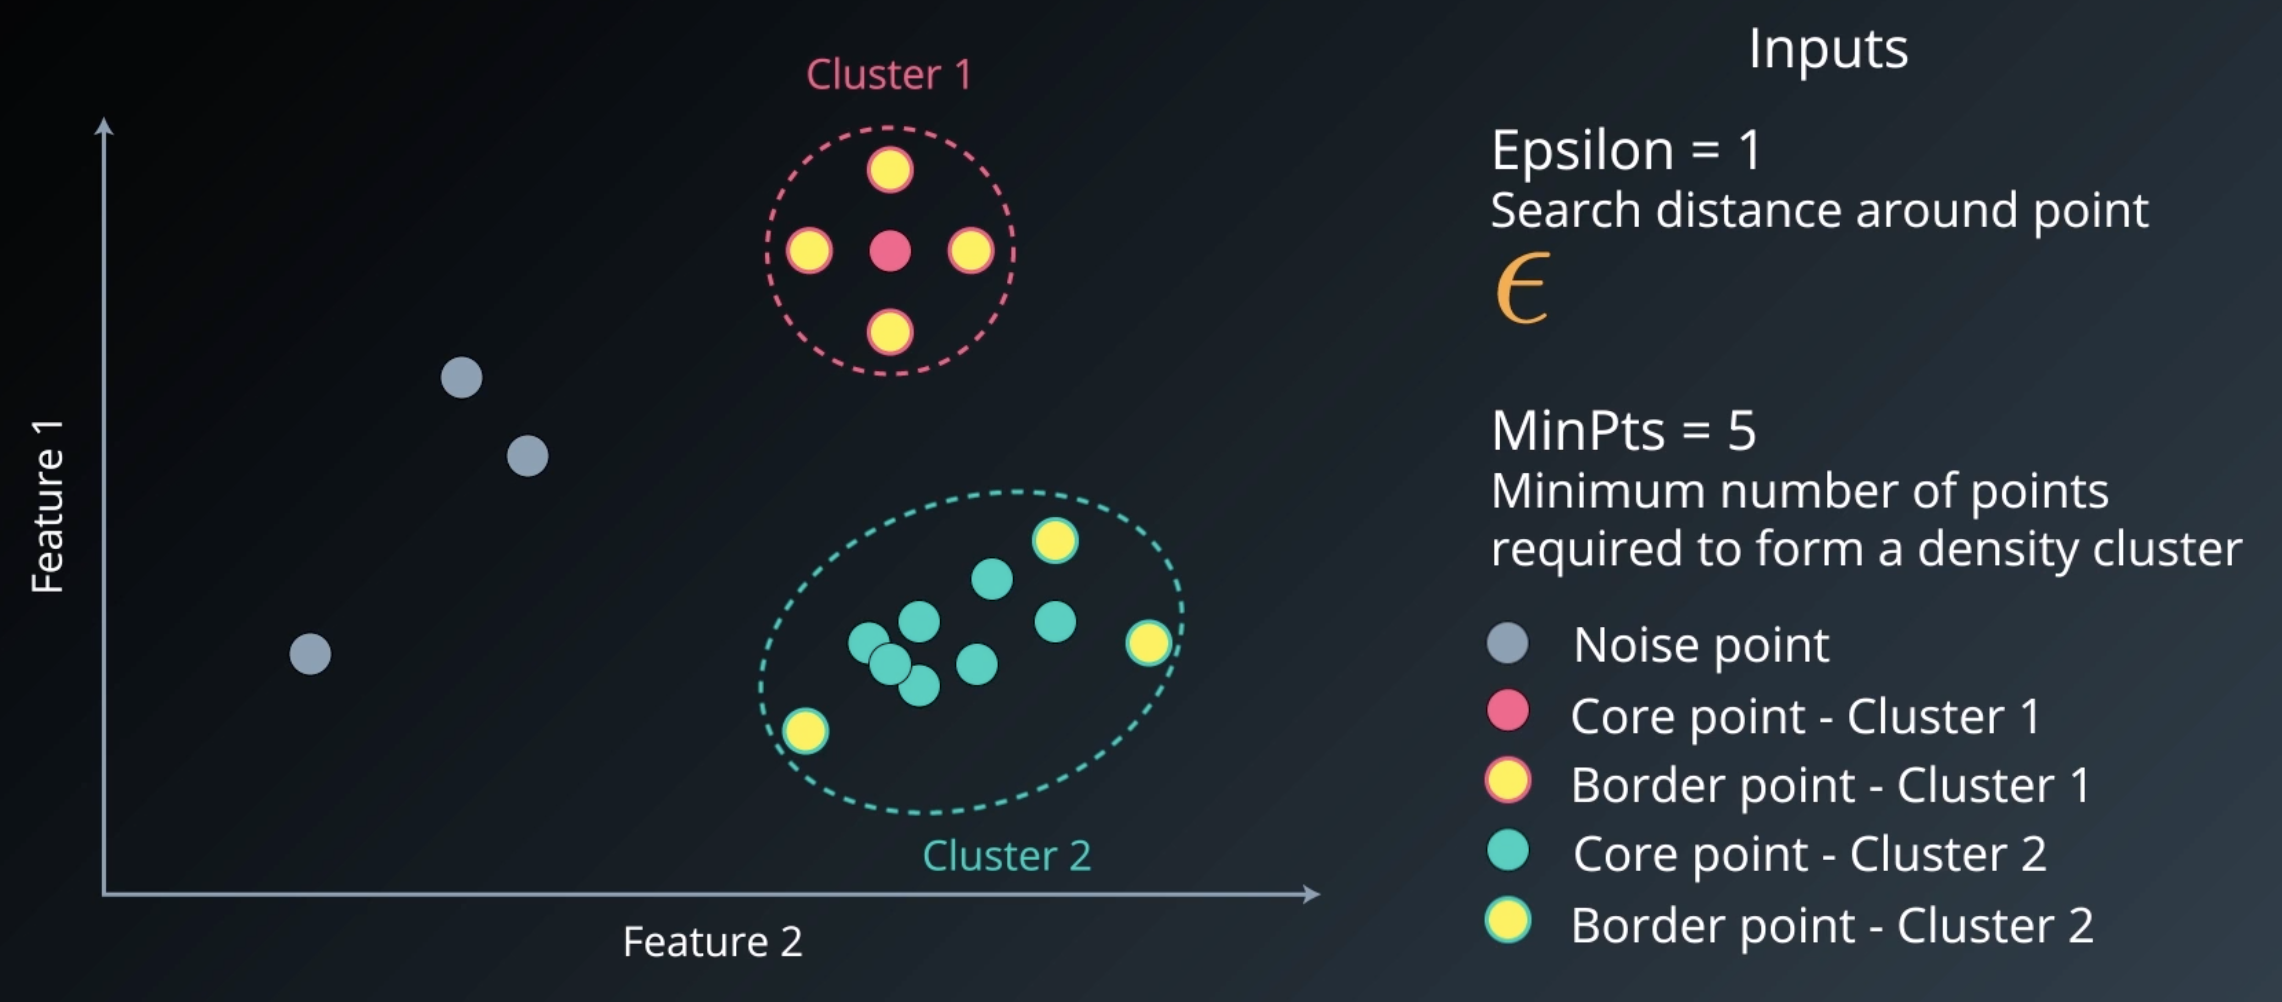 Cluster 1
Feature 1
Cluster 2
Feature 2
Inputs
Epsilon = 1
Search distance around point
ϵ
MinPts = 5
Minimum number of points
required to form a density cluster
Noise point
Core point - Cluster 1
Border point - Cluster 1
Core point - Cluster 2
Border point - Cluster 2